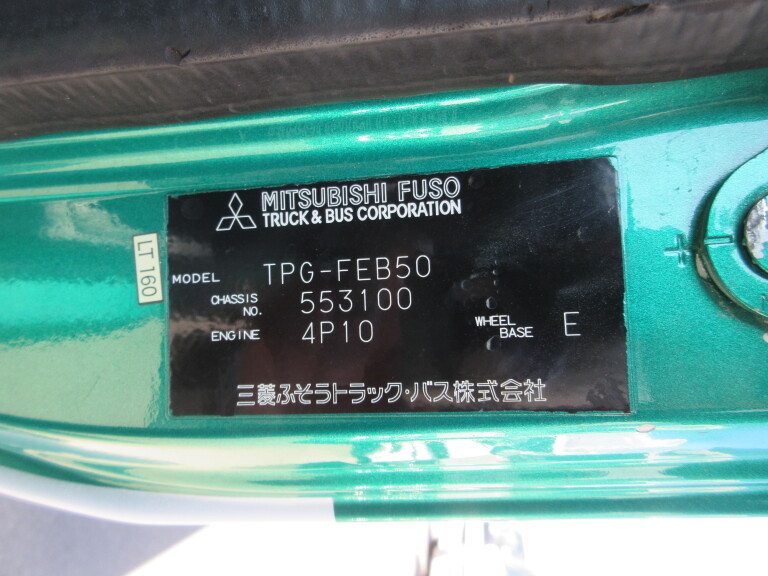 MITSUBISHI FUSO
TRUCK & BUS CORPORATION
LT 160
MODEL TPG-FEB50
CHASSIS NO. 553100
ENGINE 4P10 WHEEL BASE E
三菱ふそうトラック・バス株式会社